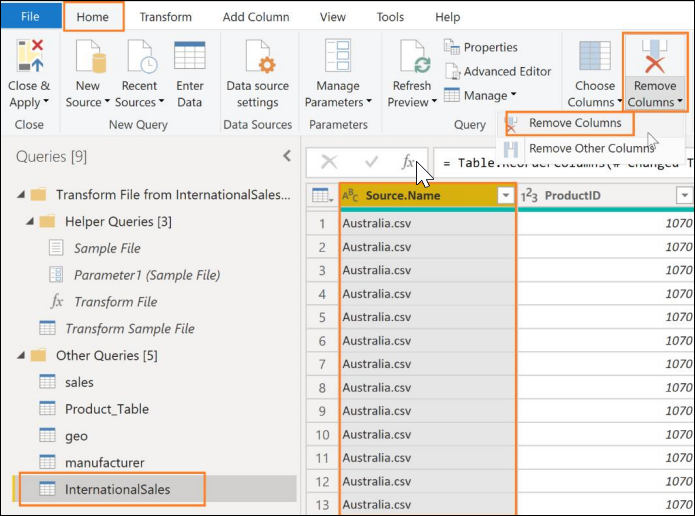 File Home Transform Add Column View Tools Help
Close & Apply New Source Recent Sources Enter Data Data source settings Manage Parameters Refresh Preview Properties Advanced Editor Manage Choose Columns Remove Columns
Close New Query Data Sources Parameters Query
Remove Columns
Remove Other Columns
Queries [9]
fx = Table.ReorderColumns(#"Changed T
Transform File from InternationalSales...
Helper Queries [3]
Sample File
Parameter1 (Sample File)
fx Transform File
Transform Sample File
Other Queries [5]
sales
Product_Table
geo
manufacturer
InternationalSales
ABC Source.Name 123 ProductID
1 Australia.csv 1070
2 Australia.csv 1070
3 Australia.csv 1070
4 Australia.csv 1070
5 Australia.csv 1070
6 Australia.csv 1070
7 Australia.csv 1070
8 Australia.csv 1070
9 Australia.csv 1070
10 Australia.csv 1070
11 Australia.csv 1070
12 Australia.csv 1070
13 Australia.csv 1070